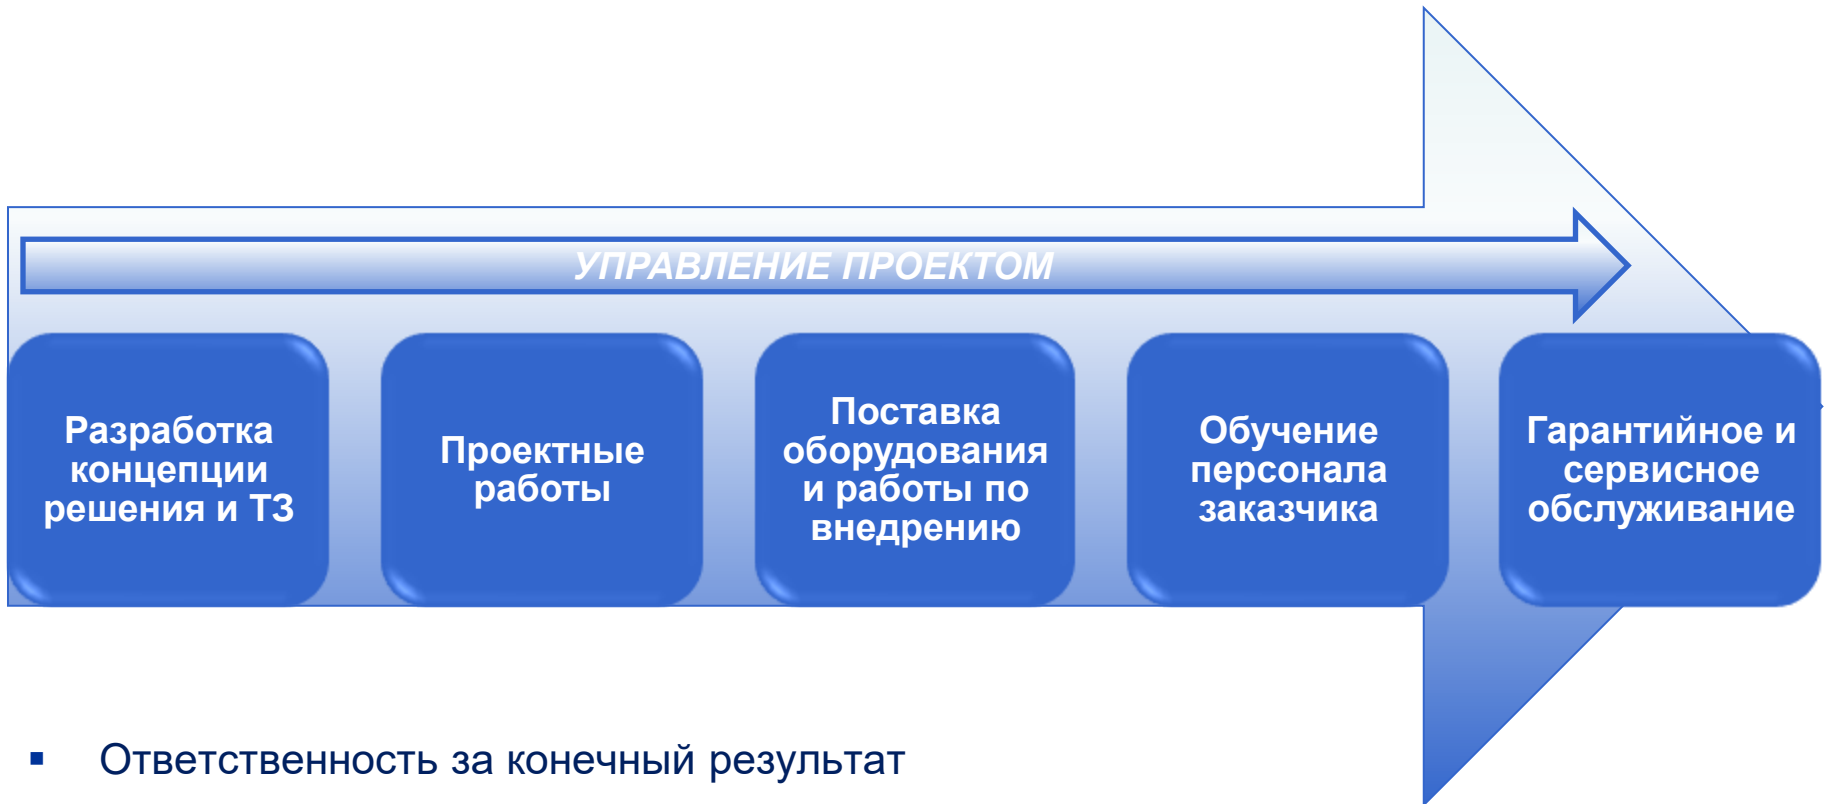 УПРАВЛЕНИЕ ПРОЕКТОМ
Разработка
концепции
решения и ТЗ
Проектные
работы
Поставка
оборудования
и работы по
внедрению
Обучение
персонала
заказчика
Гарантийное и
сервисное
обслуживание
▪ Ответственность за конечный результат